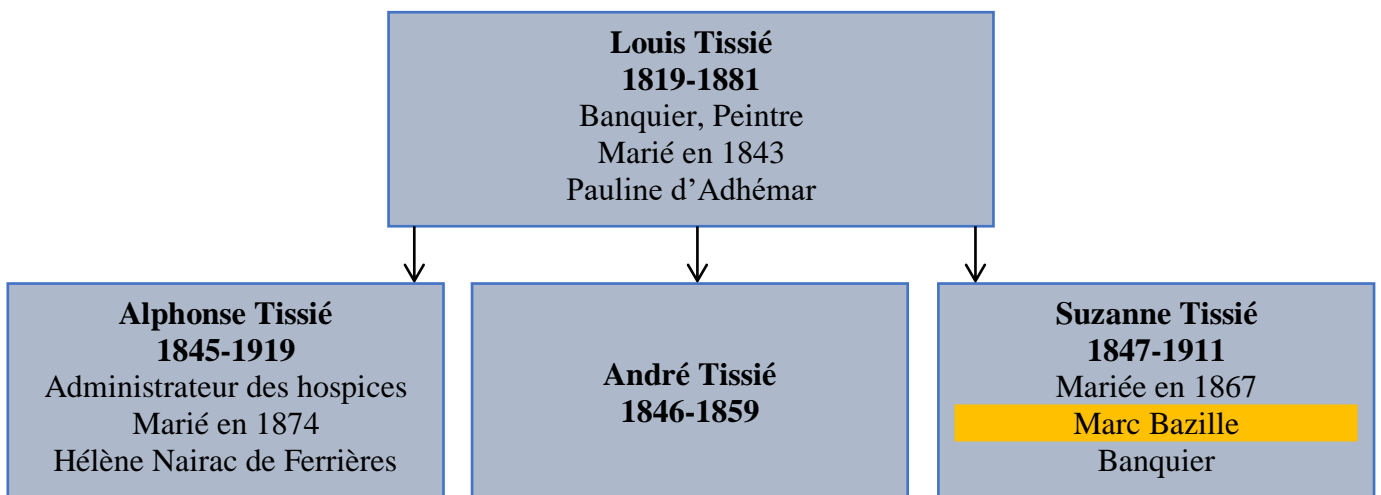 Louis Tissié
1819-1881
Banquier, Peintre
Marié en 1843
Pauline d’Adhémar
Alphonse Tissié
1845-1919
Administrateur des hospices
Marié en 1874
Hélène Nairac de Ferrières
André Tissié
1846-1859
Suzanne Tissié
1847-1911
Mariée en 1867
Marc Bazille
Banquier